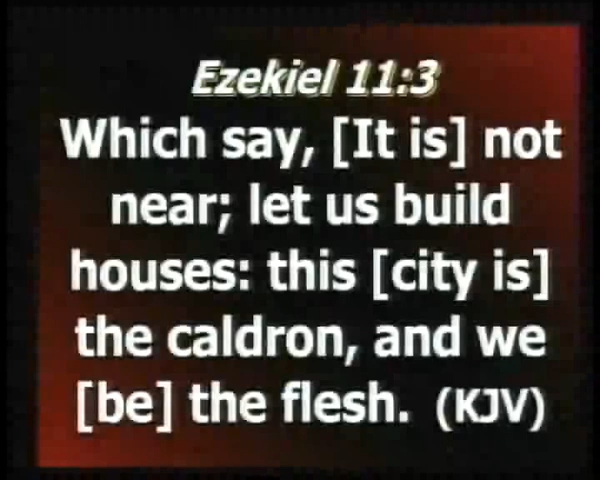 Ezekiel 11:3
Which say, [It is] not
near; let us build
houses: this [city is]
the caldron, and we
[be] the flesh. (KJV)